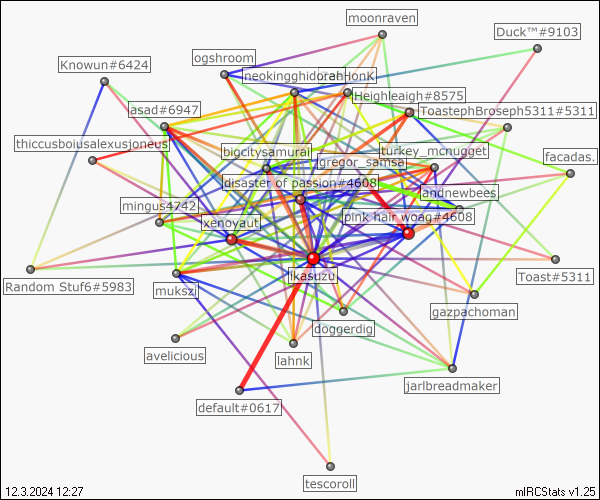 moonraven
Duck™#9103
ogshroom
Knowun#6424
neokingghidorah
HonK
Heighleaigh#8575
asad#6947
ToastephBroseph5311#5311
thiccusboiusalexusjoneus
bigcitysamurai
turkey_mcnugget
facadas.
gregor_samsa
disaster of passion#4608
andnewbees
mingus4742
pink hair woag#4608
xenoyaut
Toast#5311
ikasuzu
Random Stuf6#5983
mukszi
gazpachoman
doggerdig
avelicious
lahnk
jarlbreadmaker
default#0617
tescoroll
12.3.2024 12:27
mIRCStats v1.25